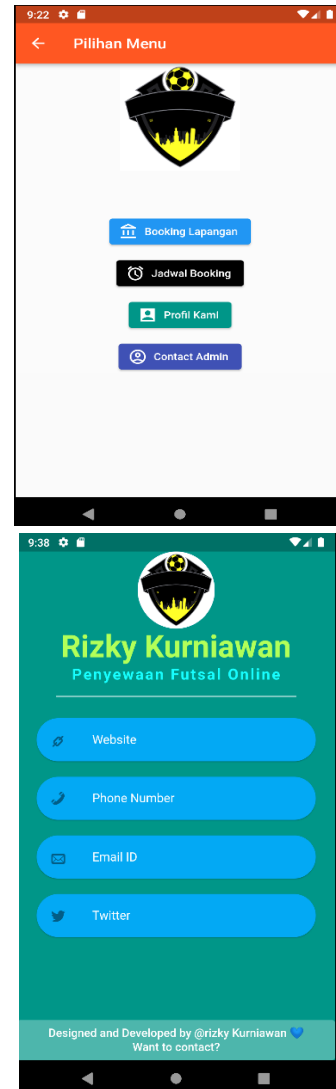 9:22
Pilihan Menu
Booking Lapangan
Jadwal Booking
Profil Kami
Contact Admin
9:38
Rizky Kurniawan
Penyewaan Futsal Online
Website
Phone Number
Email ID
Twitter
Designed and Developed by @rizky Kurniawan 💙
Want to contact?